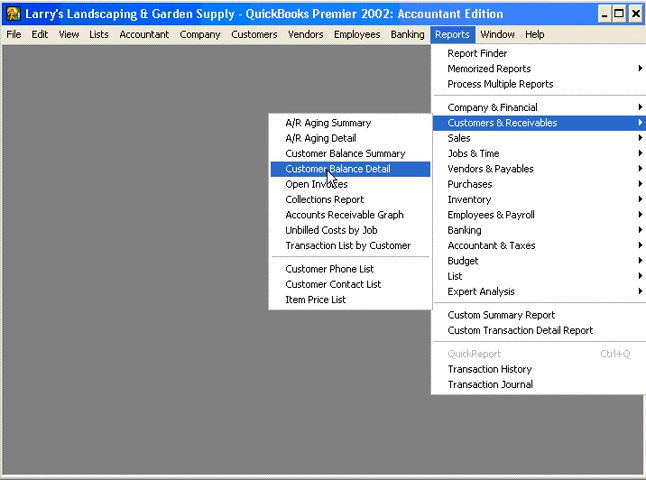 Larry's Landscaping & Garden Supply - QuickBooks Premier 2002: Accountant Edition
File Edit View Lists Accountant Company Customers Vendors Employees Banking Reports Window Help
Report Finder
Memorized Reports
Process Multiple Reports
Company & Financial
Customers & Receivables
Sales
Jobs & Time
Vendors & Payables
Purchases
Inventory
Employees & Payroll
Banking
Accountant & Taxes
Budget
List
Expert Analysis
Custom Summary Report
Custom Transaction Detail Report
QuickReport Ctrl+Q
Transaction History
Transaction Journal
A/R Aging Summary
A/R Aging Detail
Customer Balance Summary
Customer Balance Detail
Open Invoices
Collections Report
Accounts Receivable Graph
Unbilled Costs by Job
Transaction List by Customer
Customer Phone List
Customer Contact List
Item Price List